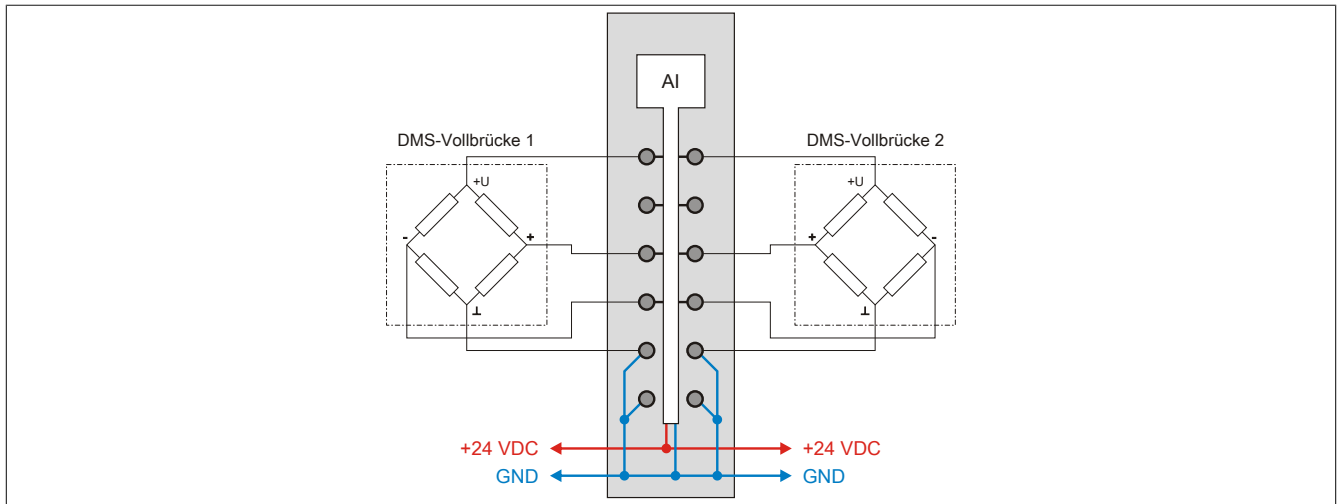 AI
DMS-Vollbrücke 1
DMS-Vollbrücke 2
+U
+U
-
+
+
-
⊥
⊥
+24 VDC
+24 VDC
GND
GND